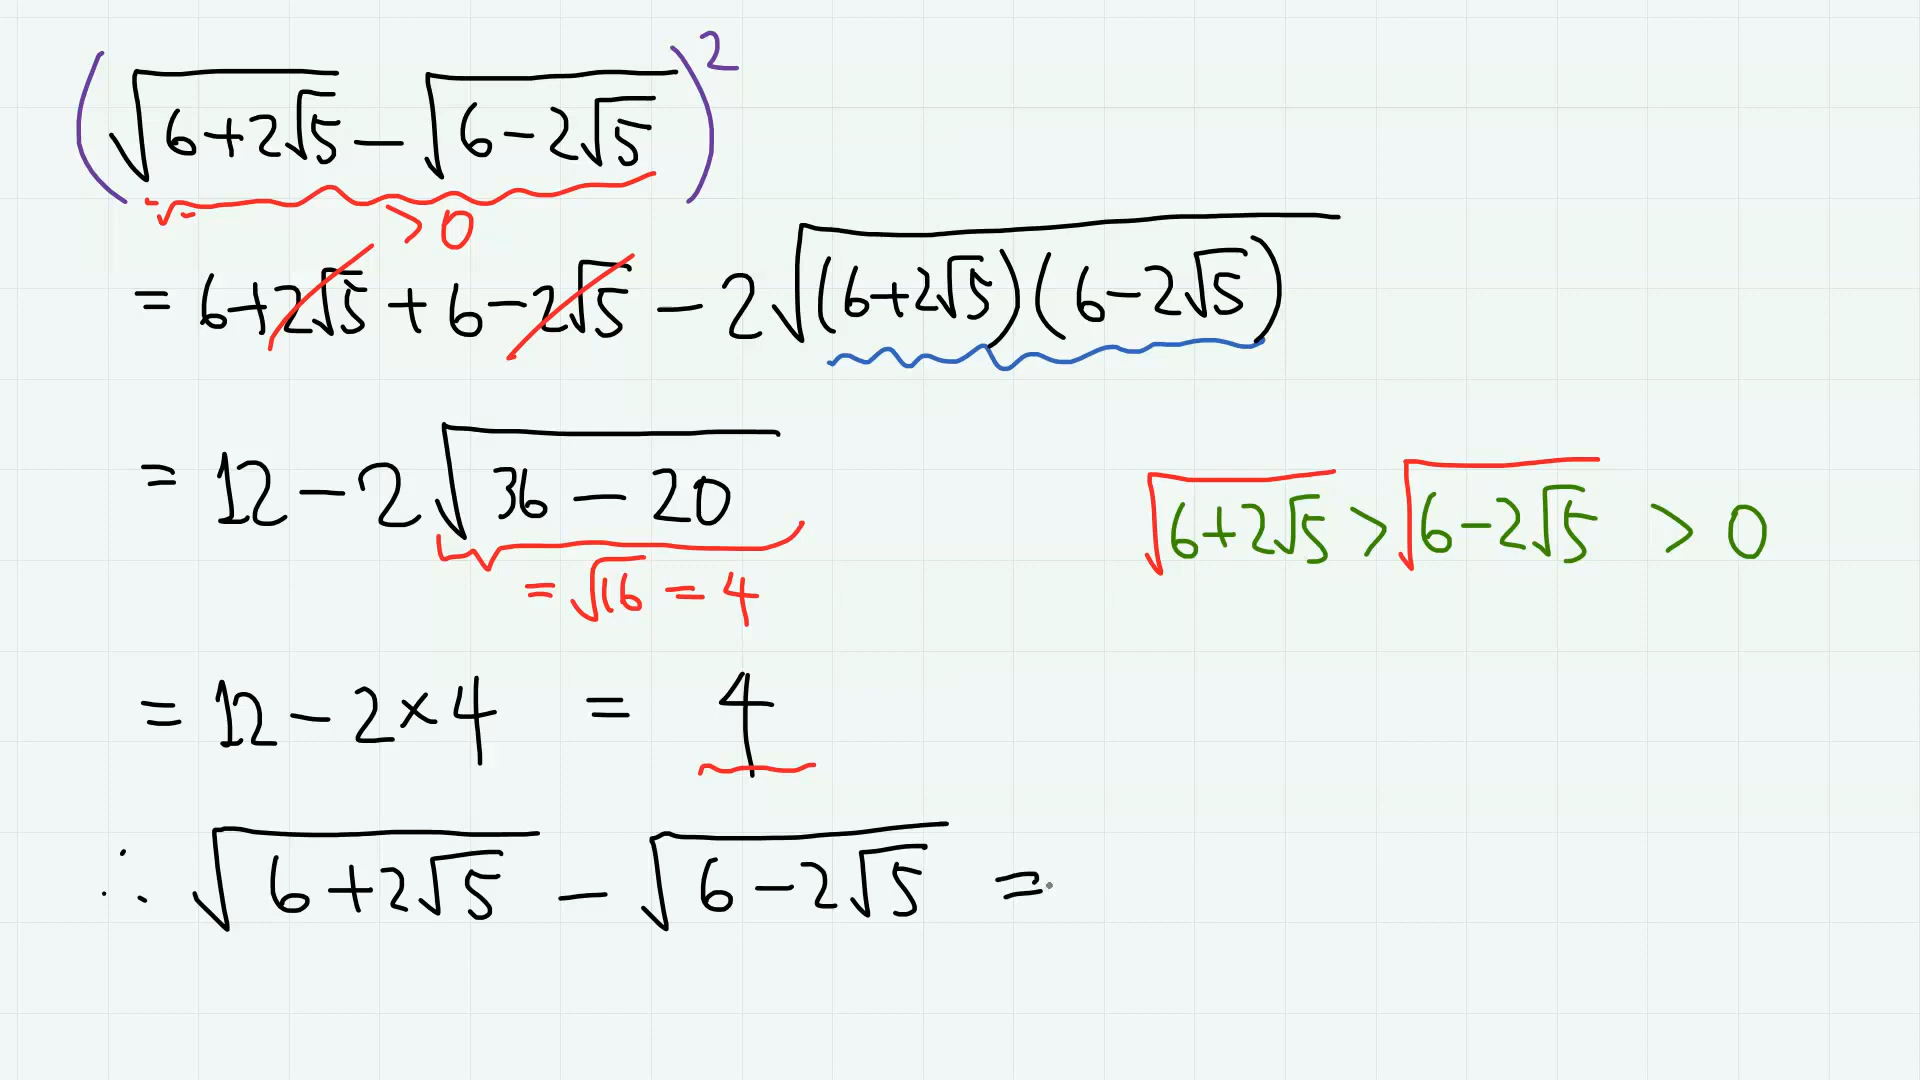 (√(6+2√5) − √(6−2√5))²
> 0
= 6+2√5 + 6−2√5 − 2√((6+2√5)(6−2√5))
= 12 − 2√(36 − 20)
= √16 = 4
√(6+2√5) > √(6−2√5) > 0
= 12 − 2×4 = 4
∴ √(6+2√5) − √(6−2√5) =